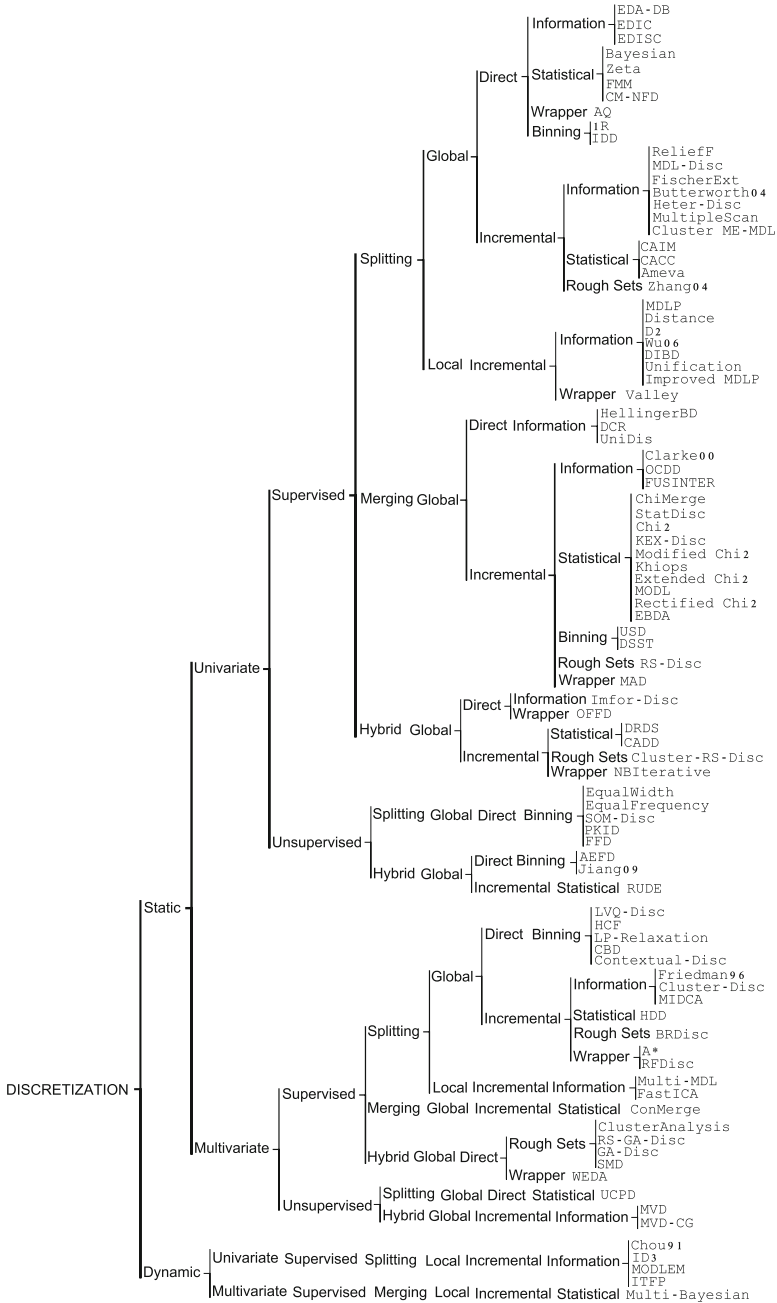 EDA-DB
Information
EDIC
EDISC
Bayesian
Zeta
Direct
Statistical
FMM
CM-NFD
Wrapper AQ
Binning
1R
IDD
Global
ReliefF
MDL-Disc
FischerExt
Information
Butterworth04
Heter-Disc
MultipleScan
Cluster ME-MDL
Incremental
CAIM
Statistical
CACC
Ameva
Splitting
Rough Sets Zhang04
MDLP
Distance
D2
Information
Wu06
DIBD
Local Incremental
Unification
Improved MDLP
Wrapper Valley
HellingerBD
Direct Information
DCR
UniDis
Clarke00
Information
OCDD
FUSINTER
Supervised
Merging Global
ChiMerge
StatDisc
Chi2
KEX-Disc
Statistical
Modified Chi2
Khiops
Incremental
Extended Chi2
MODL
Rectified Chi2
EBDA
Binning
USD
DSST
Rough Sets RS-Disc
Univariate
Wrapper MAD
Direct
Information Imfor-Disc
Wrapper OFFD
Hybrid Global
Statistical
DRDS
CADD
Incremental
Rough Sets Cluster-RS-Disc
Wrapper NBIterative
EqualWidth
EqualFrequency
Splitting Global Direct Binning
SOM-Disc
PKID
Unsupervised
FFD
Direct Binning
AEFD
Jiang09
Hybrid Global
Incremental Statistical RUDE
Static
LVQ-Disc
HCF
Direct Binning
LP-Relaxation
CBD
Contextual-Disc
Global
Friedman96
Information
Cluster-Disc
MIDCA
Incremental
Statistical HDD
Rough Sets BRDisc
Splitting
Wrapper
A*
RFDisc
Local Incremental Information
Multi-MDL
FastICA
DISCRETIZATION
Supervised
Merging Global Incremental Statistical ConMerge
ClusterAnalysis
Rough Sets
RS-GA-Disc
GA-Disc
Multivariate
Hybrid Global Direct
SMD
Wrapper WEDA
Splitting Global Direct Statistical UCPD
Unsupervised
Hybrid Global Incremental Information
MVD
MVD-CG
Chou91
Univariate Supervised Splitting Local Incremental Information
ID3
Dynamic
MODLEM
ITFP
Multivariate Supervised Merging Local Incremental Statistical Multi-Bayesian